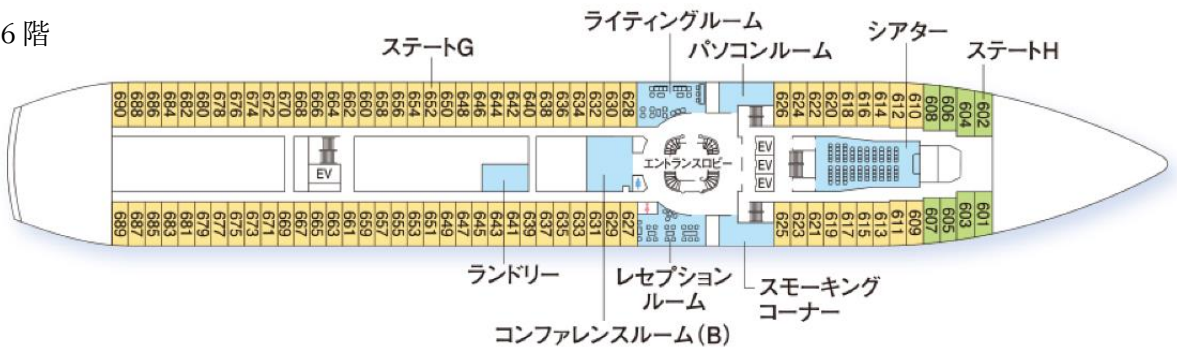 6 階
ライティングルーム
パソコンルーム
シアター
ステートG
ステートH
690 688 686 684 682 680 678 676 674 672 670 668 666 664 662 660 658 656 654 652 650 648 646 644 642 640 638 636 634 632 630 628
626 624 622 620 618 616 614 612 610 608 606 604 602
EV
エントランスロビー
EV
EV
EV
689 687 685 683 681 679 677 675 673 671 669 667 665 663 661 659 657 655 653 651 649 647 645 643 641 639 637 635 633 631 629 627
625 623 621 619 617 615 613 611 609 607 605 603 601
ランドリー
レセプション
ルーム
スモーキング
コーナー
コンファレンスルーム(B)